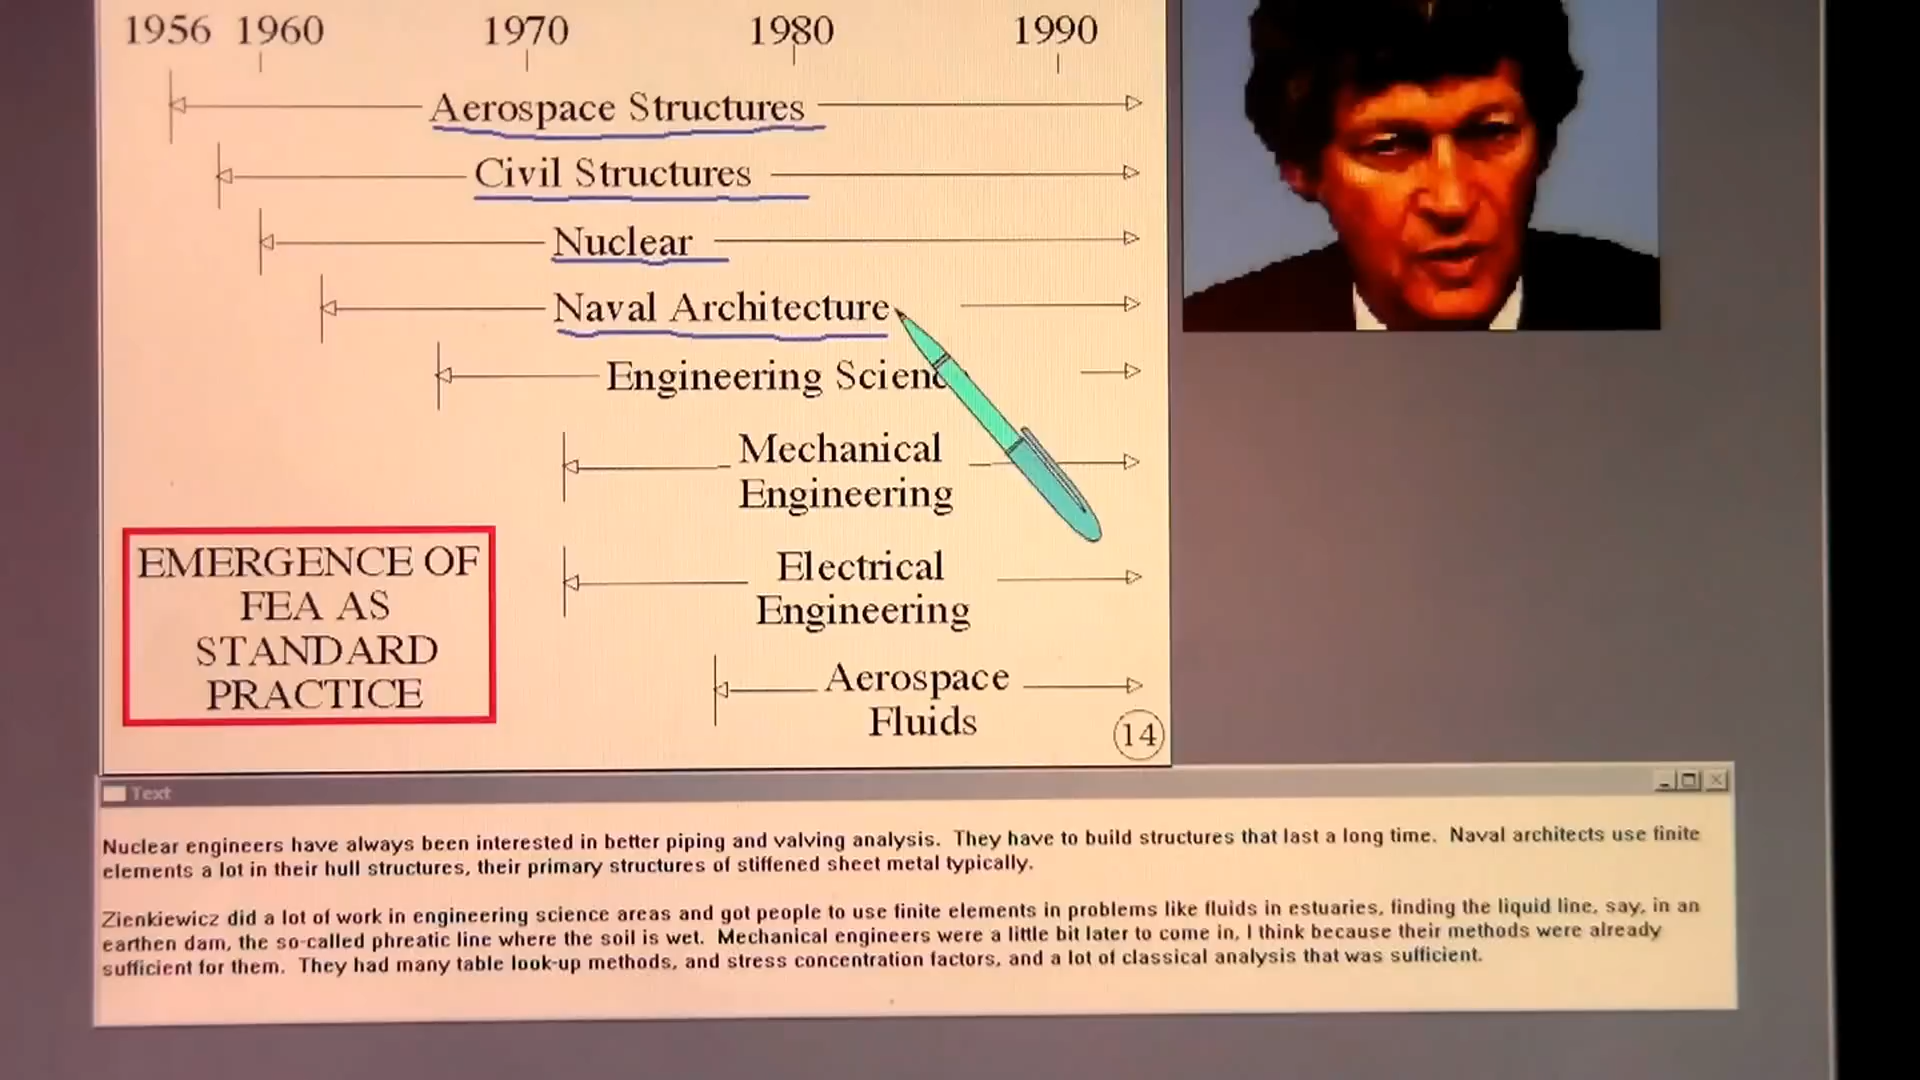 1956 1960 1970 1980 1990
Aerospace Structures
Civil Structures
Nuclear
Naval Architecture
Engineering Scienc
Mechanical
Engineering
Electrical
Engineering
Aerospace
Fluids
EMERGENCE OF
FEA AS
STANDARD
PRACTICE
14
Text
Nuclear engineers have always been interested in better piping and valving analysis. They have to build structures that last a long time. Naval architects use finite
elements a lot in their hull structures, their primary structures of stiffened sheet metal typically.
Zienkiewicz did a lot of work in engineering science areas and got people to use finite elements in problems like fluids in estuaries, finding the liquid line, say, in an
earthen dam, the so-called phreatic line where the soil is wet. Mechanical engineers were a little bit later to come in, I think because their methods were already
sufficient for them. They had many table look-up methods, and stress concentration factors, and a lot of classical analysis that was sufficient.